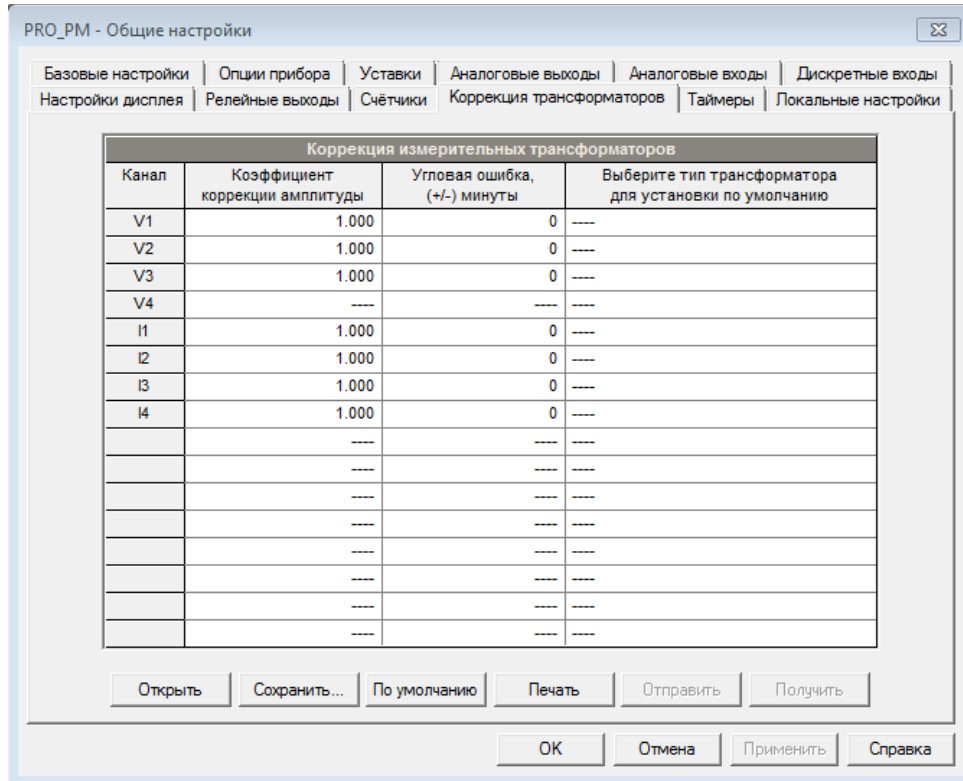 PRO_PM - Общие настройки
Базовые настройки Опции прибора Уставки Аналоговые выходы Аналоговые входы Дискретные входы
Настройки дисплея Релейные выходы Счётчики Коррекция трансформаторов Таймеры Локальные настройки
Коррекция измерительных трансформаторов
Канал Коэффициент коррекции амплитуды Угловая ошибка, (+/-) минуты Выберите тип трансформатора для установки по умолчанию
V1 1.000 0 ----
V2 1.000 0 ----
V3 1.000 0 ----
V4 ---- ---- ----
I1 1.000 0 ----
I2 1.000 0 ----
I3 1.000 0 ----
I4 1.000 0 ----
---- ---- ----
---- ---- ----
---- ---- ----
---- ---- ----
---- ---- ----
---- ---- ----
---- ---- ----
---- ---- ----
Открыть Сохранить... По умолчанию Печать Отправить Получить
OK Отмена Применить Справка